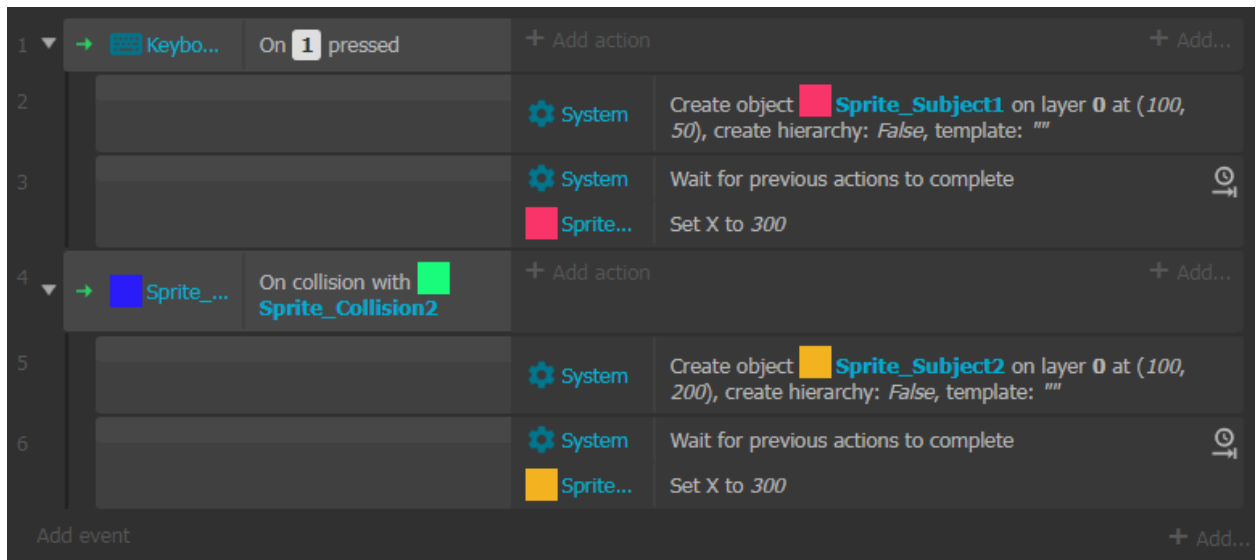 1 Keybo... On 1 pressed + Add action + Add...
2 System Create object Sprite_Subject1 on layer 0 at (100,
50), create hierarchy: False, template: ""
3 System Wait for previous actions to complete
Sprite... Set X to 300
4 Sprite_... On collision with + Add action + Add...
Sprite_Collision2
5 System Create object Sprite_Subject2 on layer 0 at (100,
200), create hierarchy: False, template: ""
6 System Wait for previous actions to complete
Sprite... Set X to 300
Add event + Add...